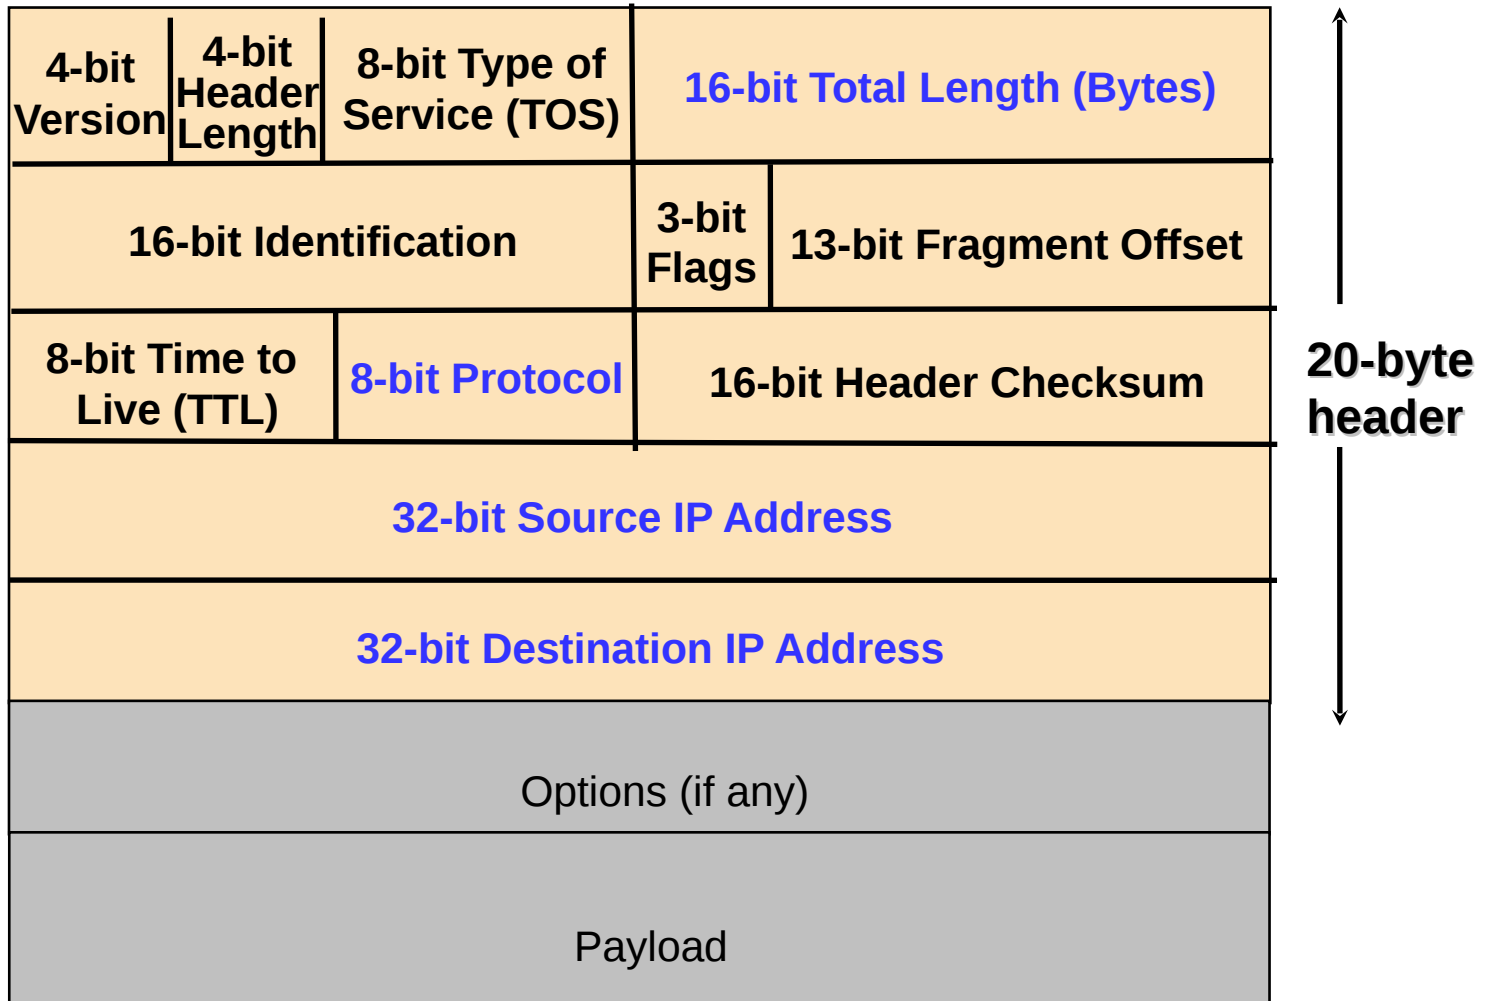 4-bit
Version
4-bit
Header
Length
8-bit Type of
Service (TOS)
16-bit Total Length (Bytes)
16-bit Identification
3-bit
Flags
13-bit Fragment Offset
8-bit Time to
Live (TTL)
8-bit Protocol
16-bit Header Checksum
20-byte
header
32-bit Source IP Address
32-bit Destination IP Address
Options (if any)
Payload